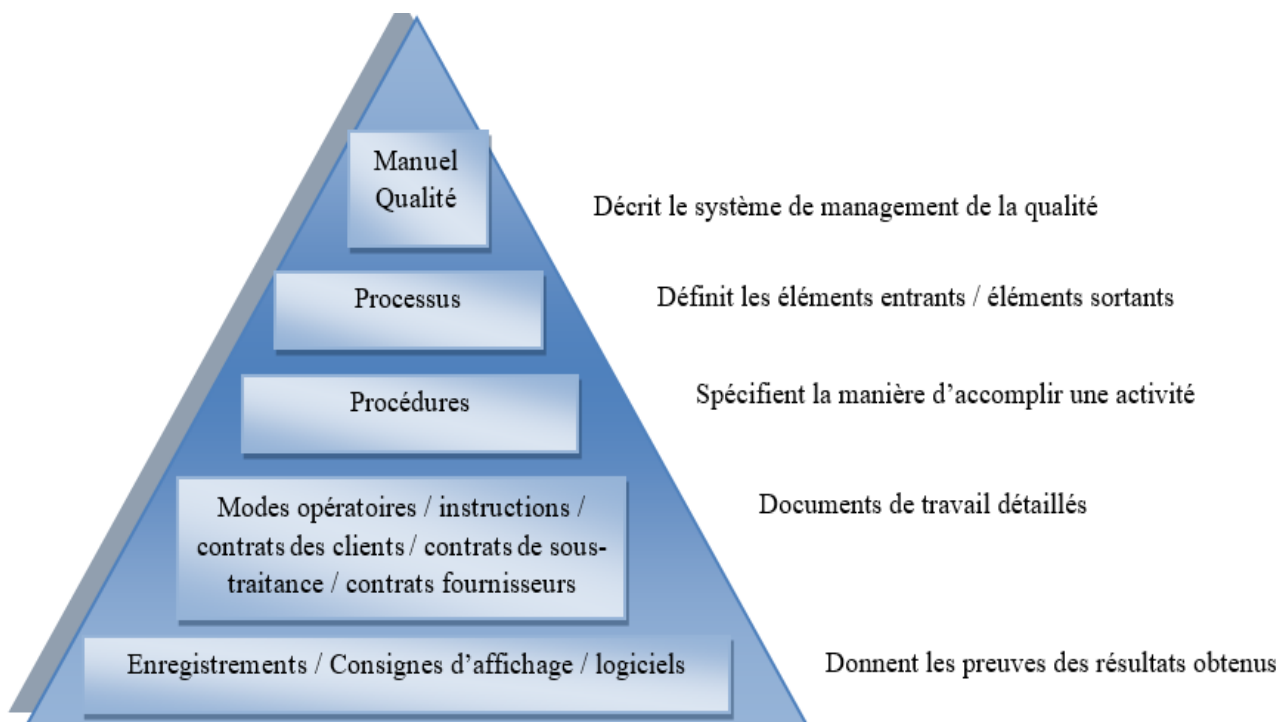 Manuel
Qualité
Décrit le système de management de la qualité
Processus
Définit les éléments entrants / éléments sortants
Procédures
Spécifient la manière d’accomplir une activité
Modes opératoires / instructions /
contrats des clients / contrats de sous-
traitance / contrats fournisseurs
Documents de travail détaillés
Enregistrements / Consignes d’affichage / logiciels
Donnent les preuves des résultats obtenus